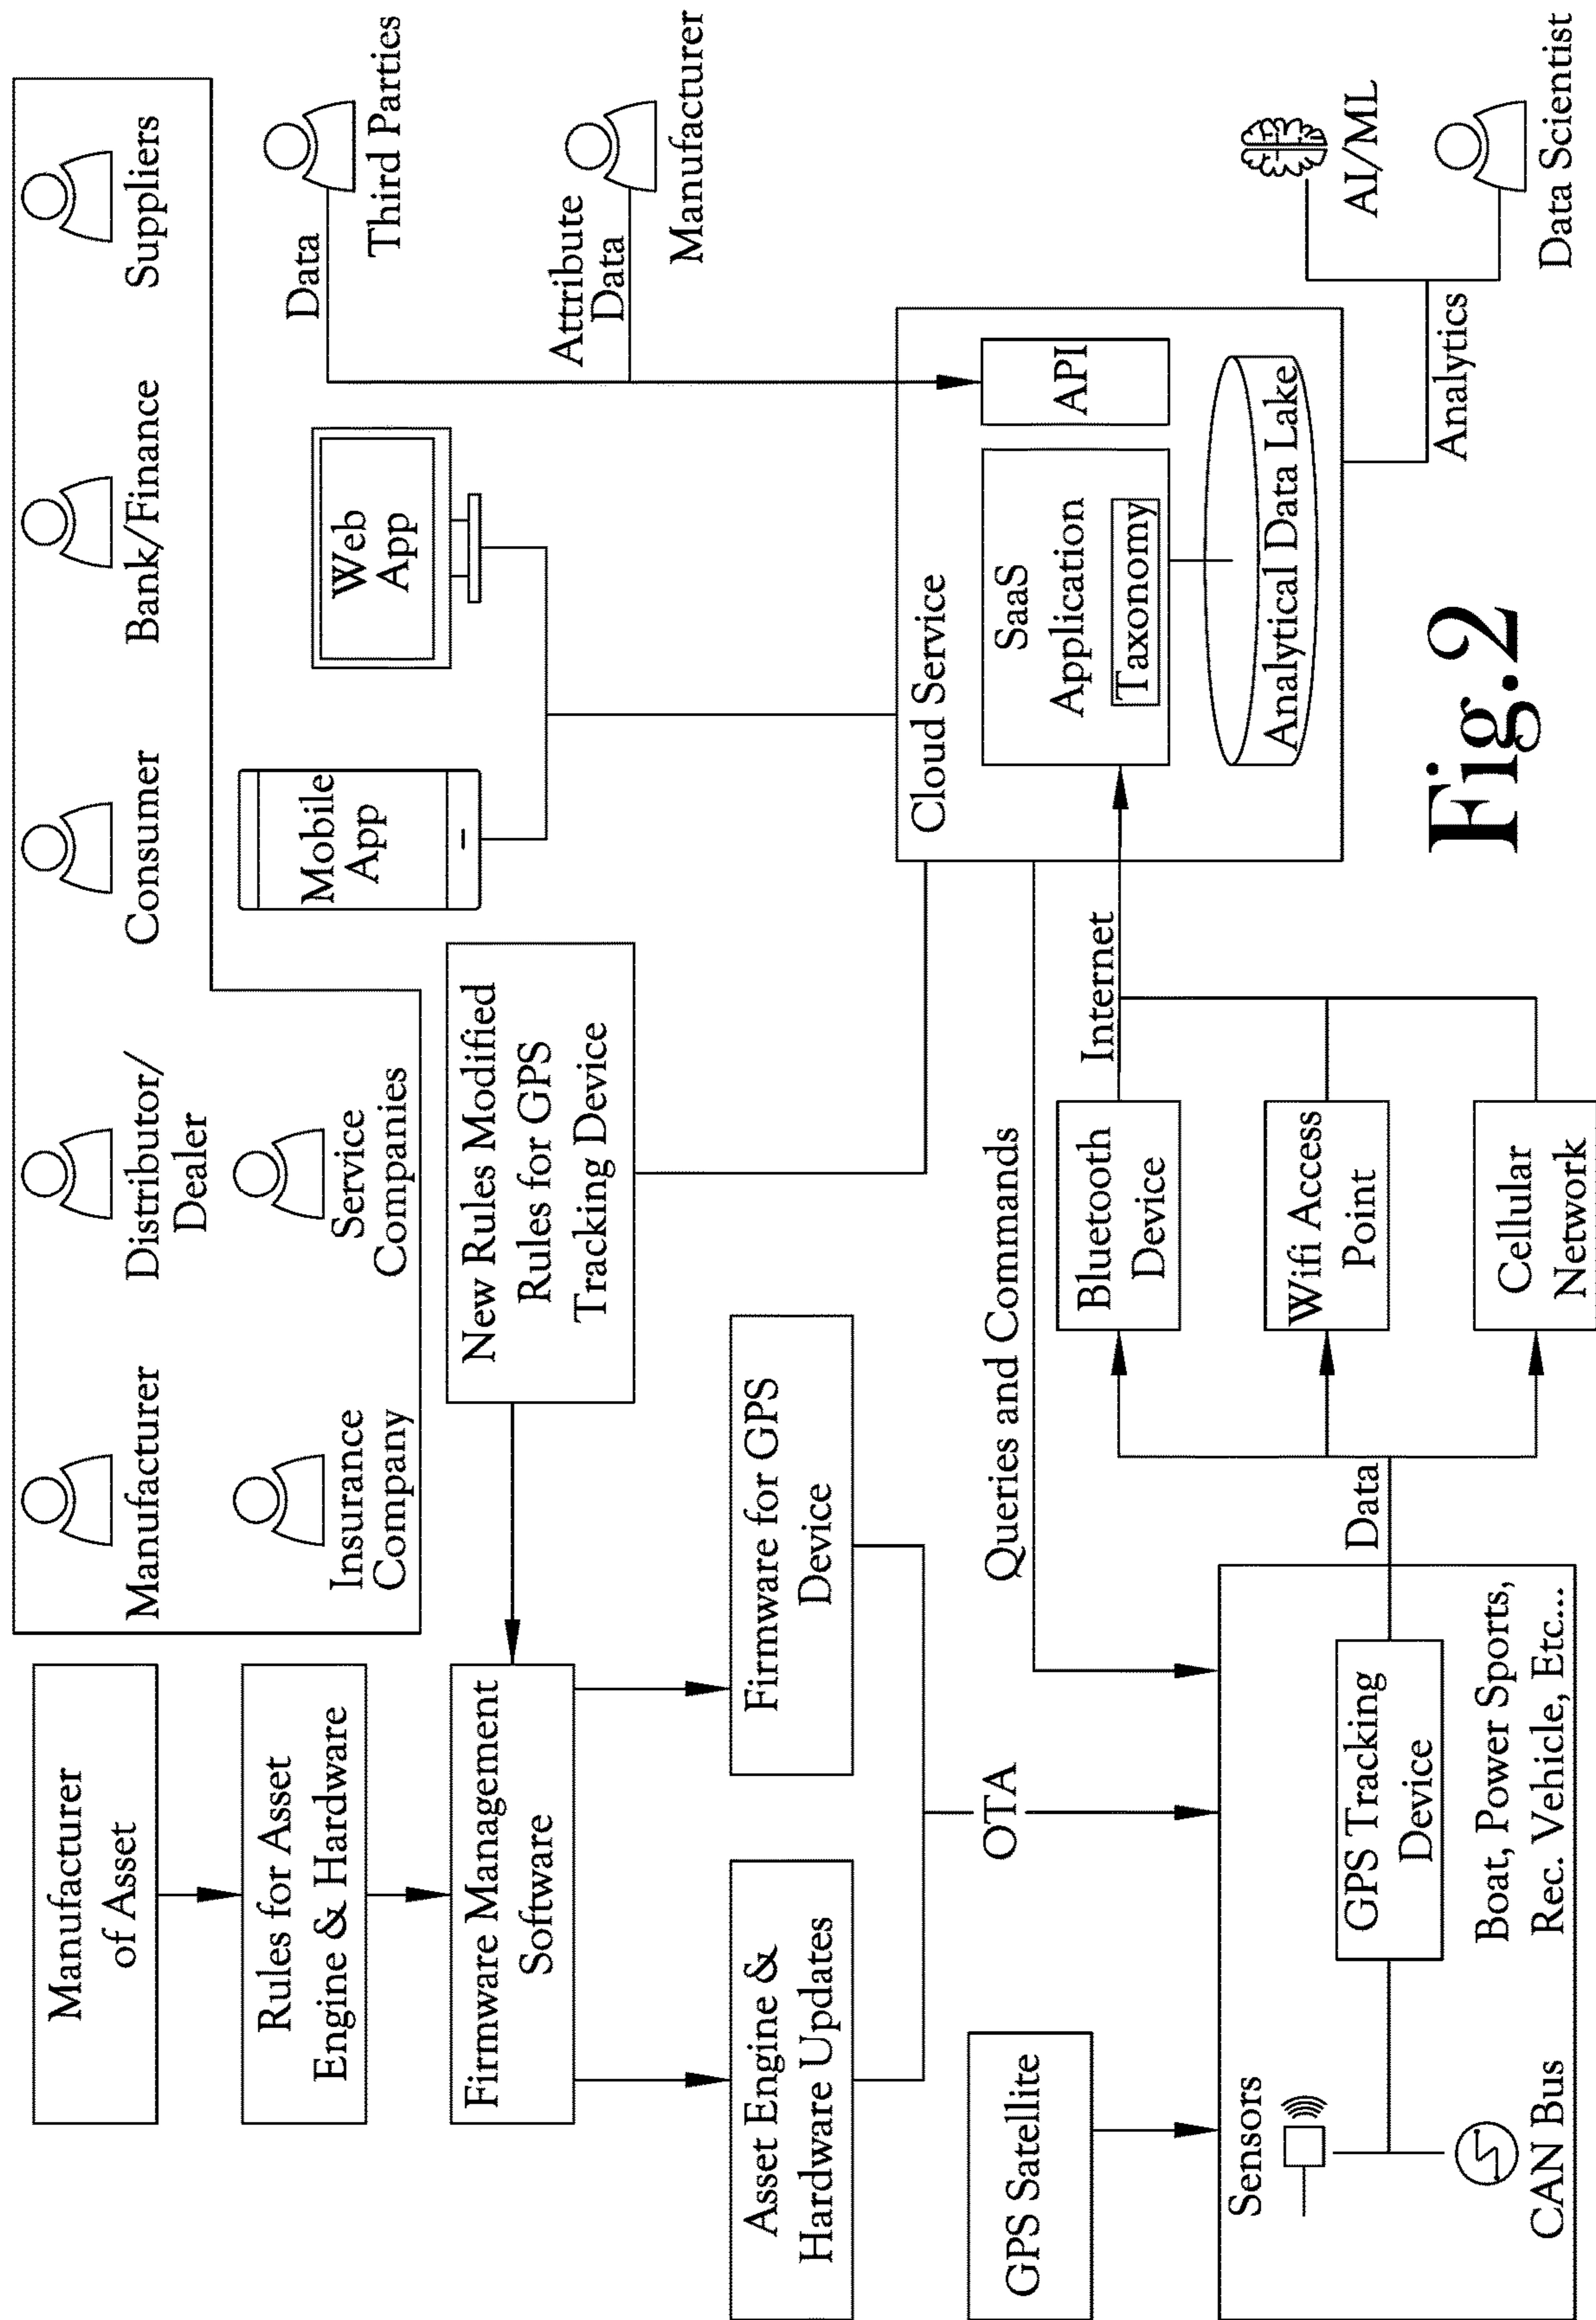 Manufacturer
of Asset
Rules for Asset
Engine & Hardware
Firmware Management
Software
Asset Engine &
Hardware Updates
Firmware for GPS
Device
OTA
GPS Satellite
Sensors
CAN Bus
GPS Tracking
Device
Boat, Power Sports,
Rec. Vehicle, Etc...
Manufacturer
Distributor/
Dealer
Consumer
Bank/Finance
Suppliers
Insurance
Company
Service
Companies
New Rules Modified
Rules for GPS
Tracking Device
Mobile
App
Web
App
Data
Third Parties
Attribute
Data
Manufacturer
Queries and Commands
Data
Bluetooth
Device
Wifi Access
Point
Cellular
Network
Internet
Cloud Service
SaaS
Application
Taxonomy
API
Analytical Data Lake
Analytics
AI/ML
Data Scientist
Fig.2